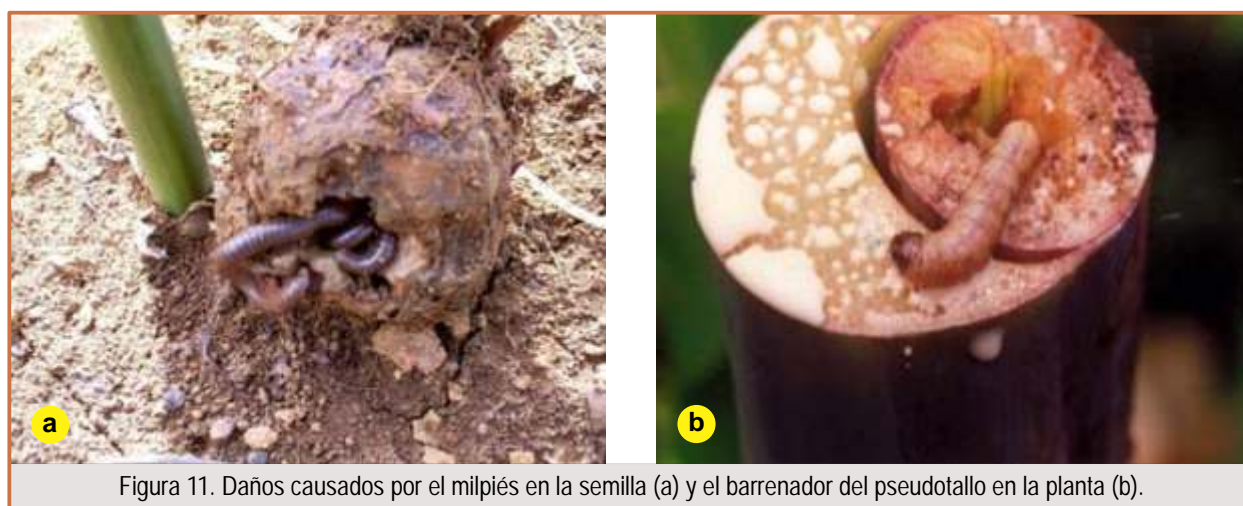 a
b
Figura 11. Daños causados por el milpiés en la semilla (a) y el barrenador del pseudotallo en la planta (b).